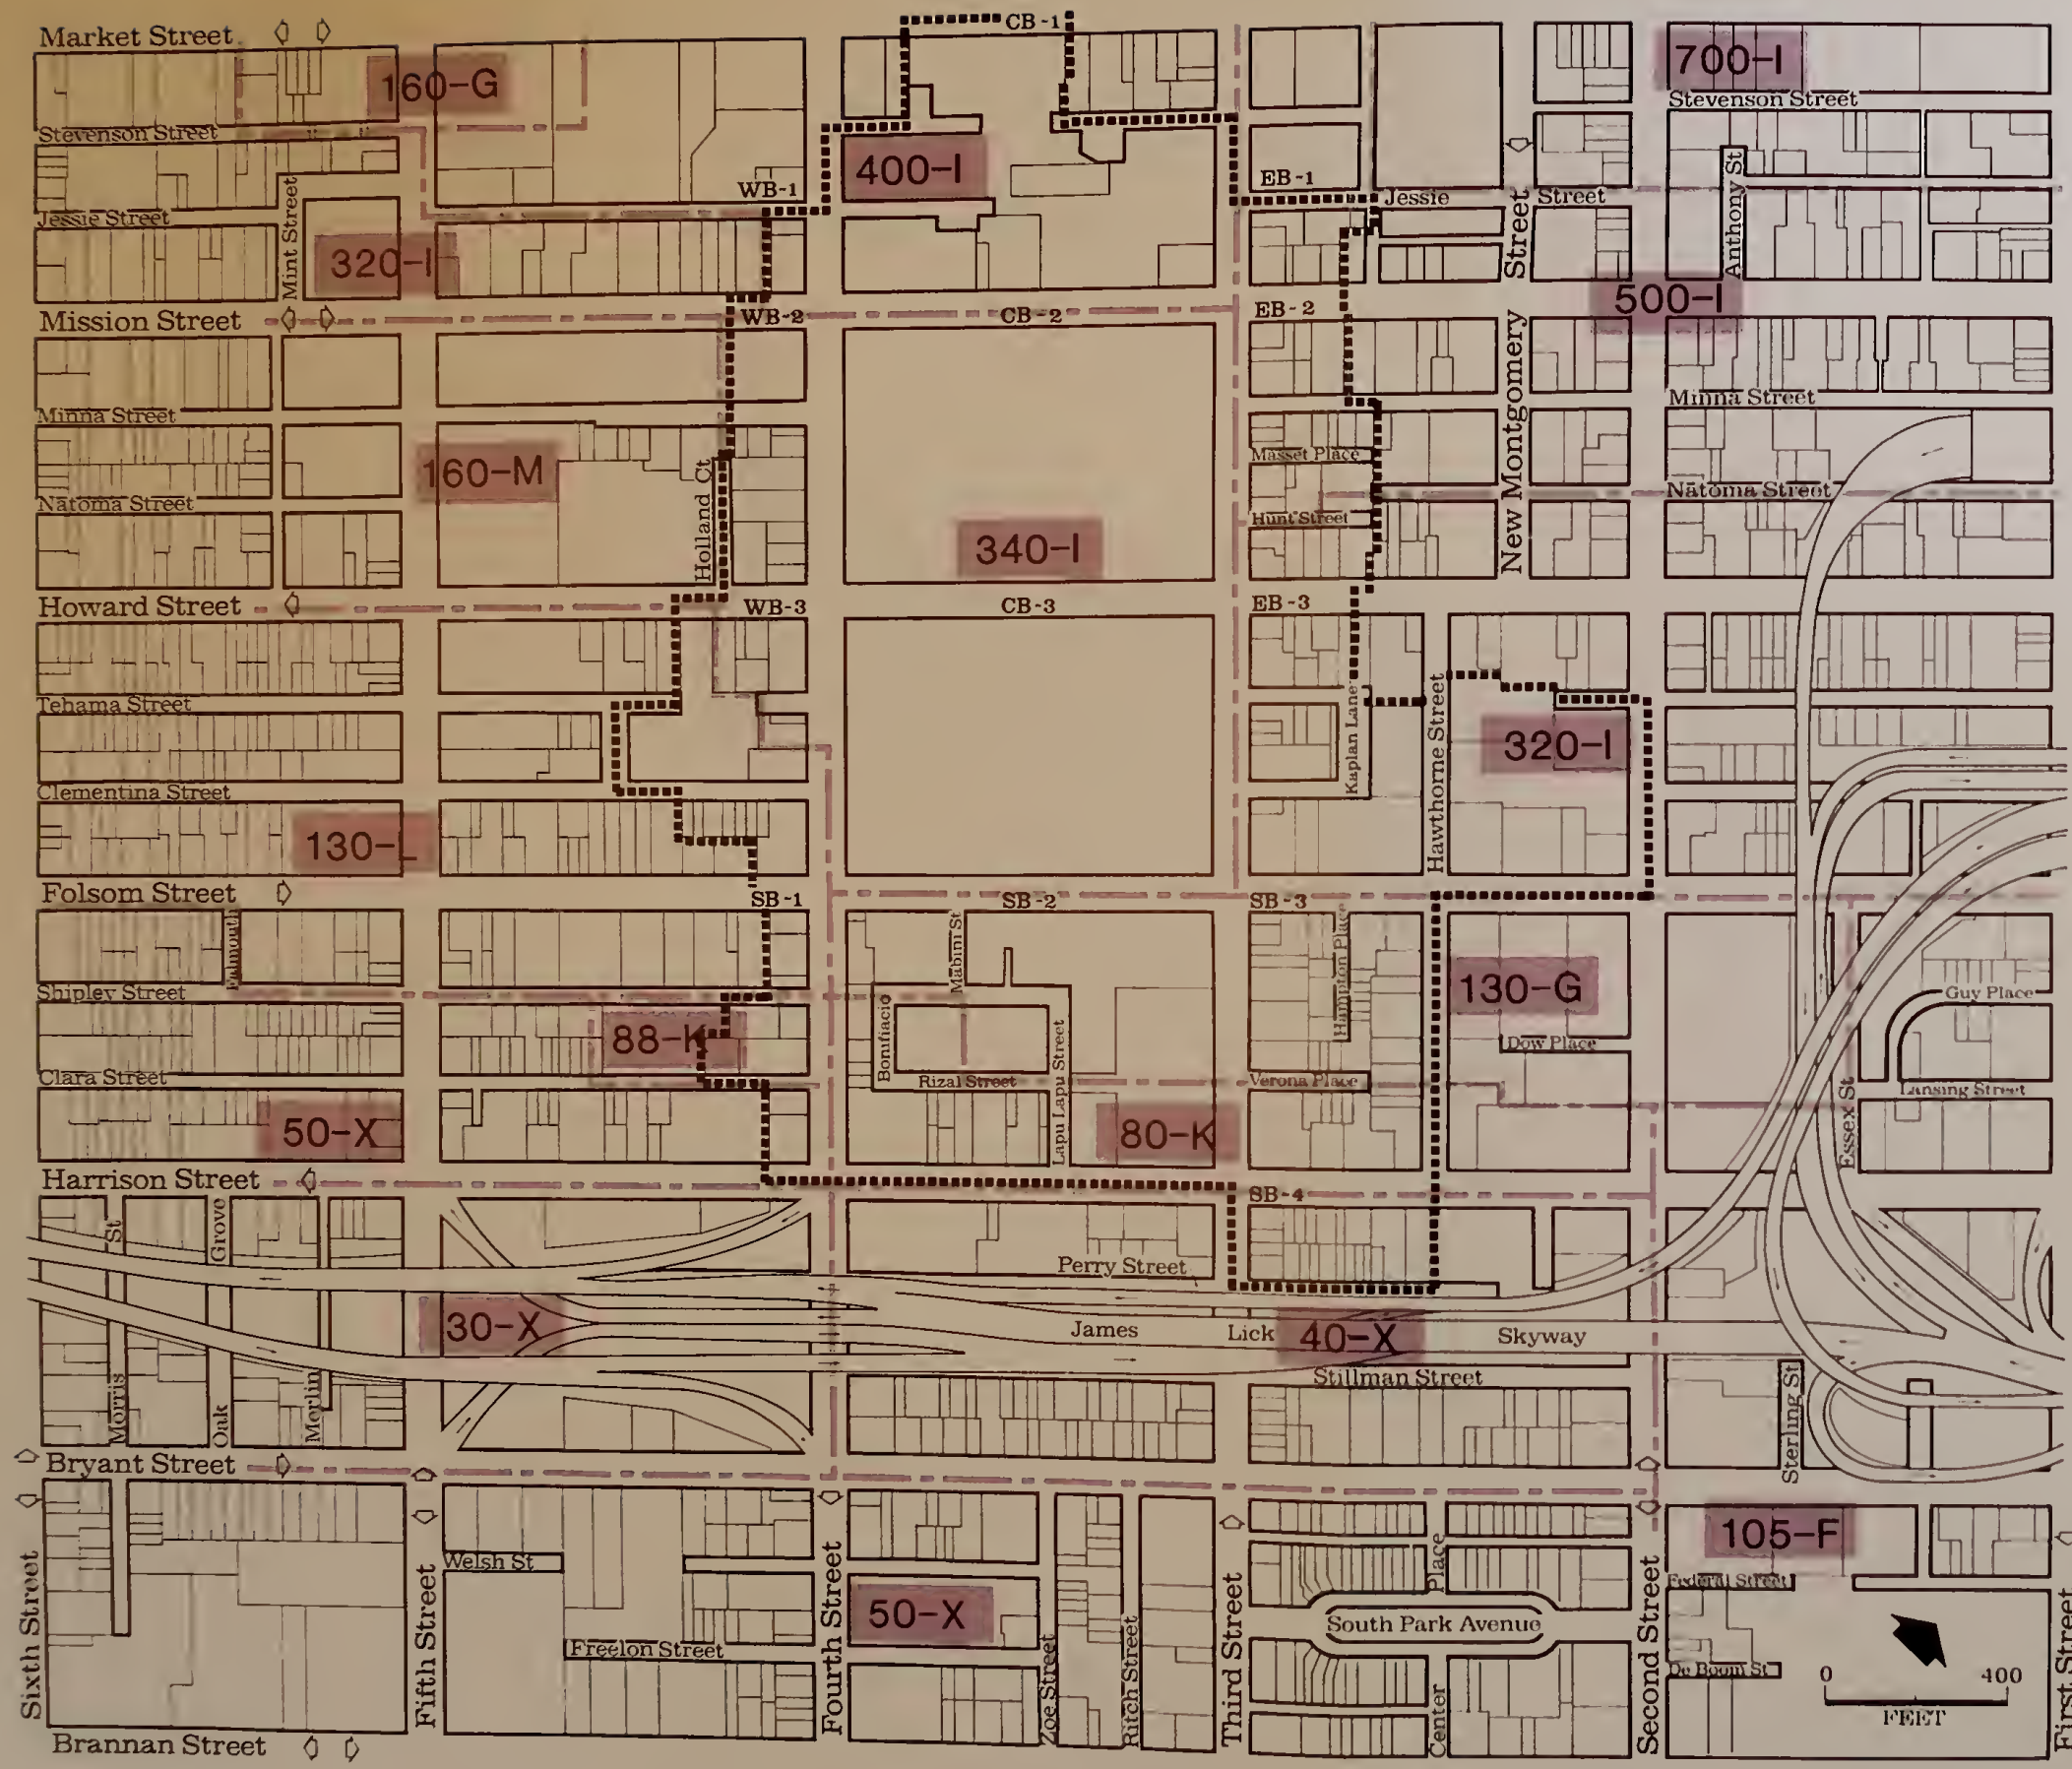 Market Street
CB-1
160-G
700-I
Stevenson Street
Stevenson Street
400-I
WB-1
EB-1
Jessie Street
Jessie Street
Mint Street
Anthony St
320-I
500-I
Mission Street
WB-2
CB-2
EB-2
Minna Street
Minna Street
New Montgomery Street
160-M
Masset Place
Natoma Street
Natoma Street
Holland Ct
Hunt Street
340-I
Howard Street
WB-3
CB-3
EB-3
Tehama Street
Kaplan Lane
Hawthorne Street
320-I
Clementina Street
130-L
Folsom Street
SB-1
SB-2
SB-3
Falmouth
Mabini St
Hampton Place
130-G
Shipley Street
Bonifiacio
Guy Place
88-K
Lapu Lapu Street
Dow Place
Clara Street
Rizal Street
Verona Place
Lansing Street
50-X
80-K
Essex St
Harrison Street
SB-4
Morris St
Oak Grove
Merlin
Perry Street
30-X
James Lick Skyway
40-X
Stillman Street
Sterling St
Bryant Street
105-F
Welsh St
Federal Street
50-X
South Park Avenue
Freelon Street
De Boom St
Sixth Street
Fifth Street
Fourth Street
Zoe Street
Ritch Street
Third Street
Center Place
Second Street
First Street
0 400
FEET
Brannan Street